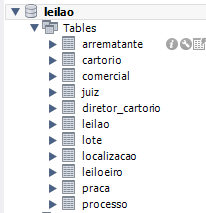 leilao
Tables
arrematante
cartorio
comercial
juiz
diretor_cartorio
leilao
lote
localizacao
leiloeiro
praca
processo